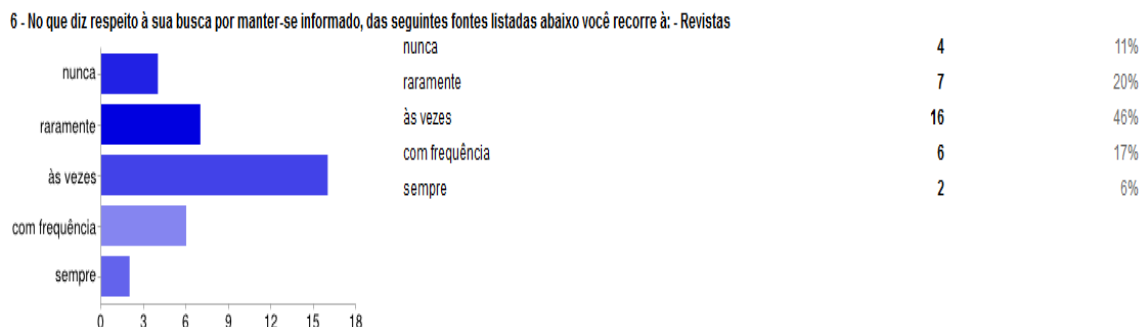 6 - No que diz respeito à sua busca por manter-se informado, das seguintes fontes listadas abaixo você recorre à: - Revistas
nunca
raramente
às vezes
com frequência
sempre
0 3 6 9 12 15 18
nunca 4 11%
raramente 7 20%
às vezes 16 46%
com frequência 6 17%
sempre 2 6%